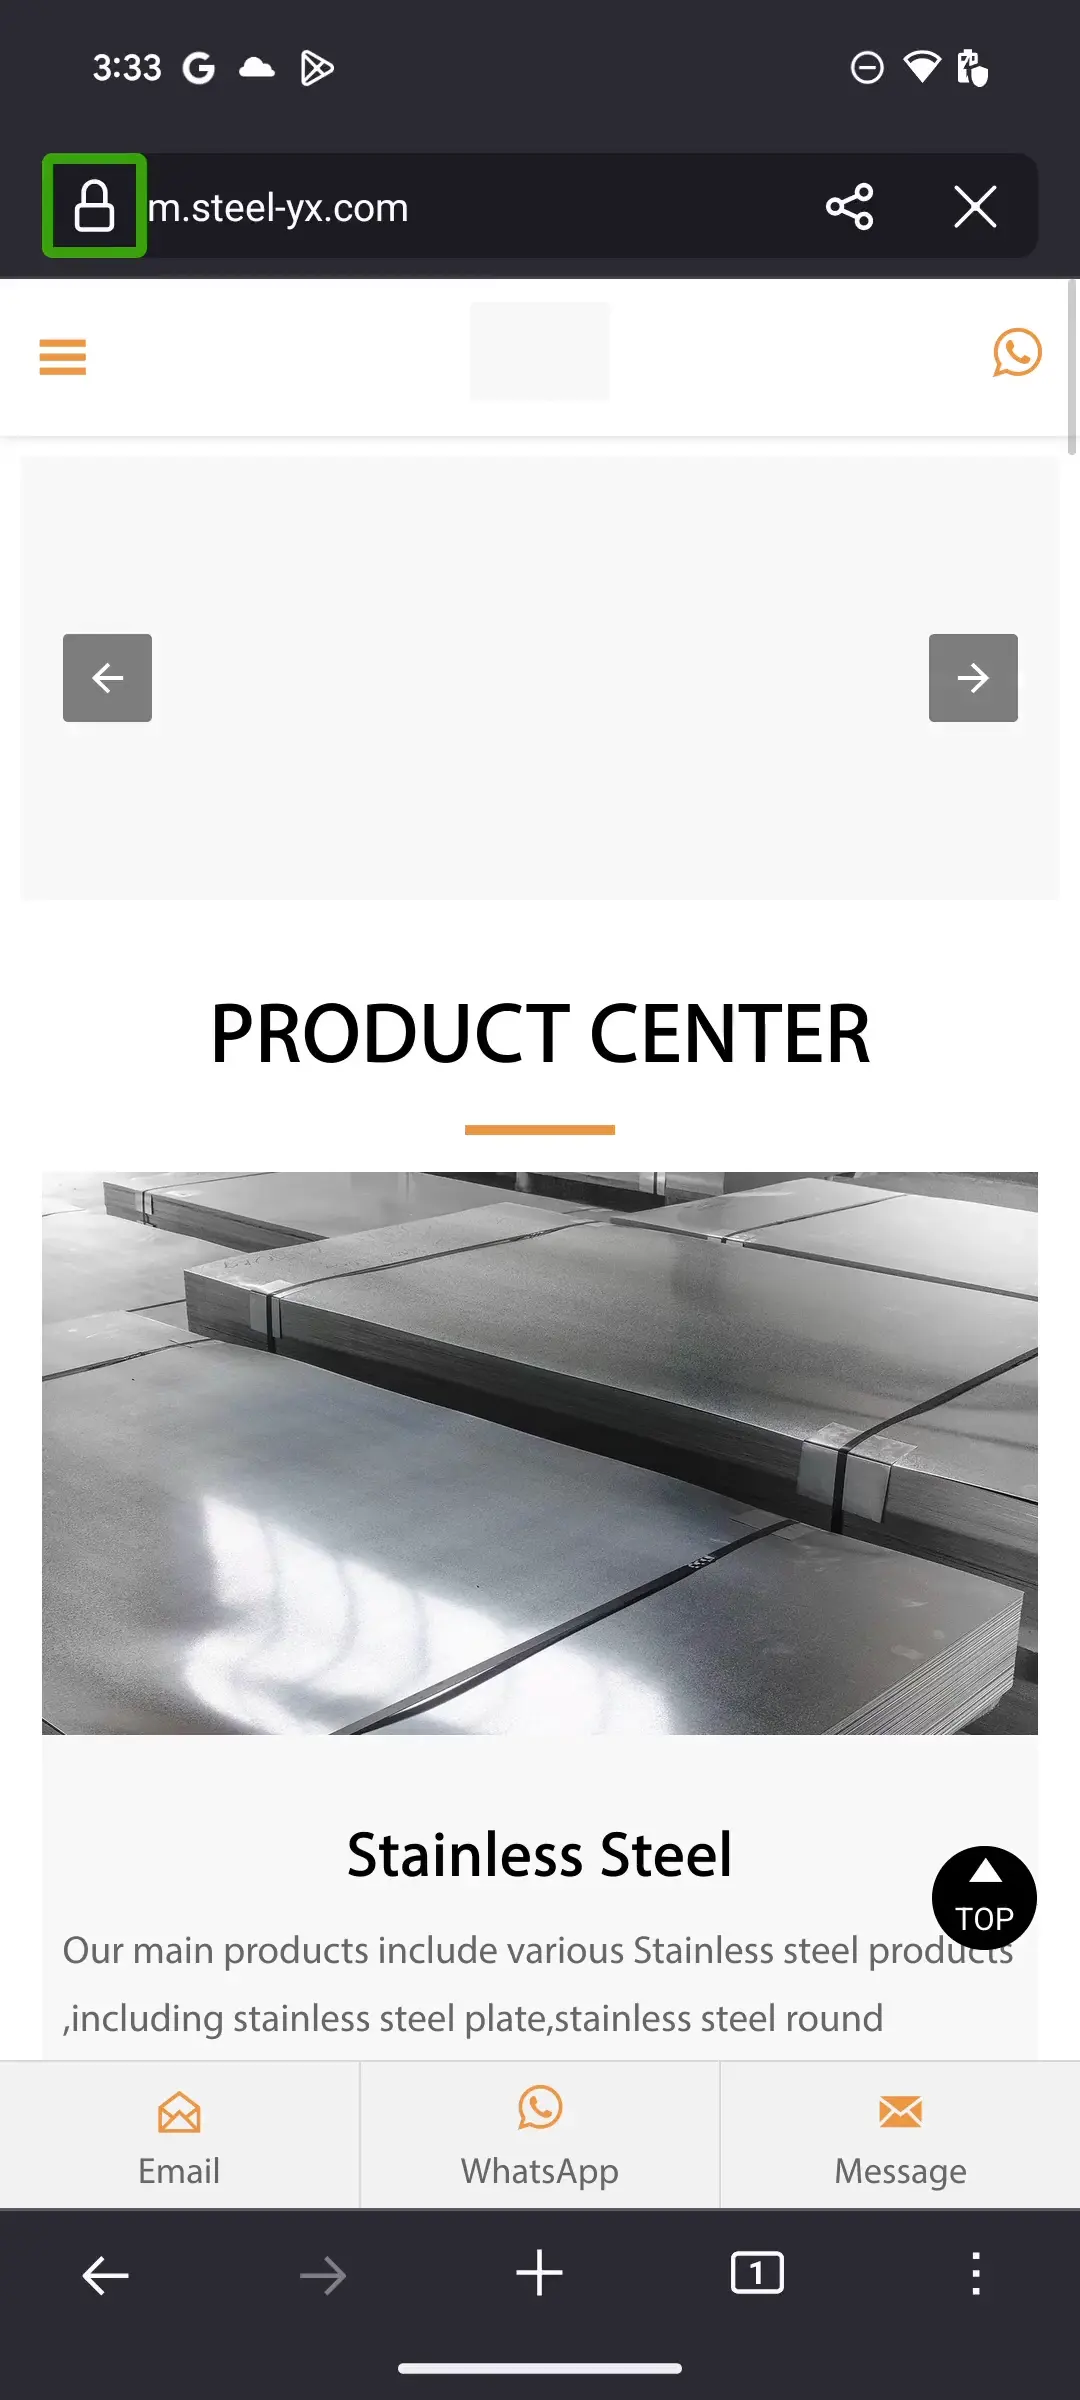 3:33
m.steel-yx.com
PRODUCT CENTER
Stainless Steel
TOP
Our main products include various Stainless steel products
,including stainless steel plate,stainless steel round
Email
WhatsApp
Message
1